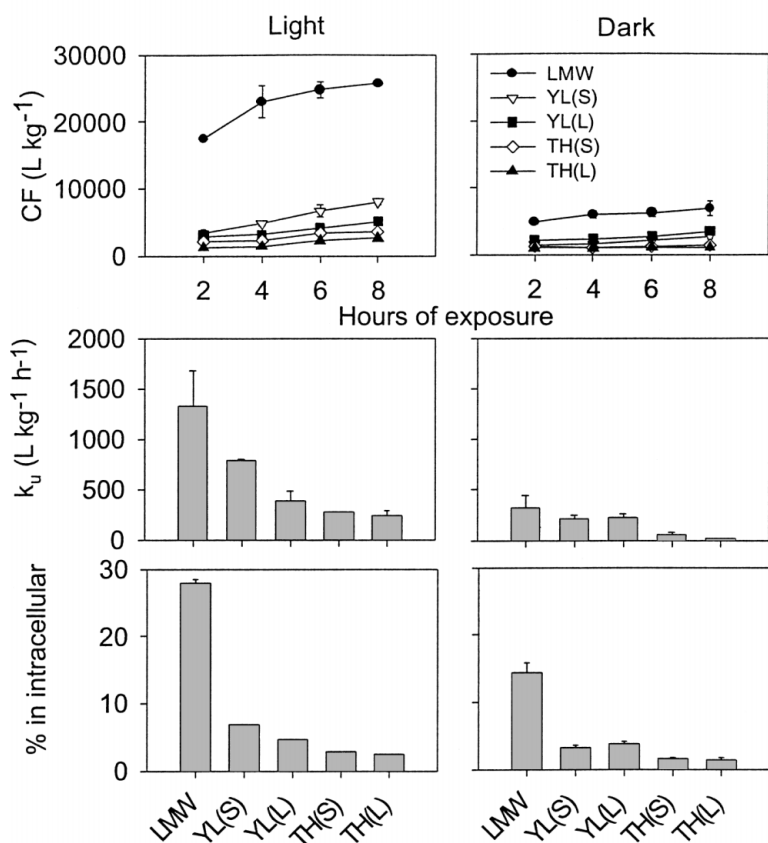 Light
Dark
CF (L kg-1)
30000
20000
10000
0
LMW
YL(S)
YL(L)
TH(S)
TH(L)
2 4 6 8
2 4 6 8
Hours of exposure
ku (L kg-1 h-1)
2000
1500
1000
500
0
% in intracellular
30
20
10
0
LMW YL(S) YL(L) TH(S) TH(L)
LMW YL(S) YL(L) TH(S) TH(L)